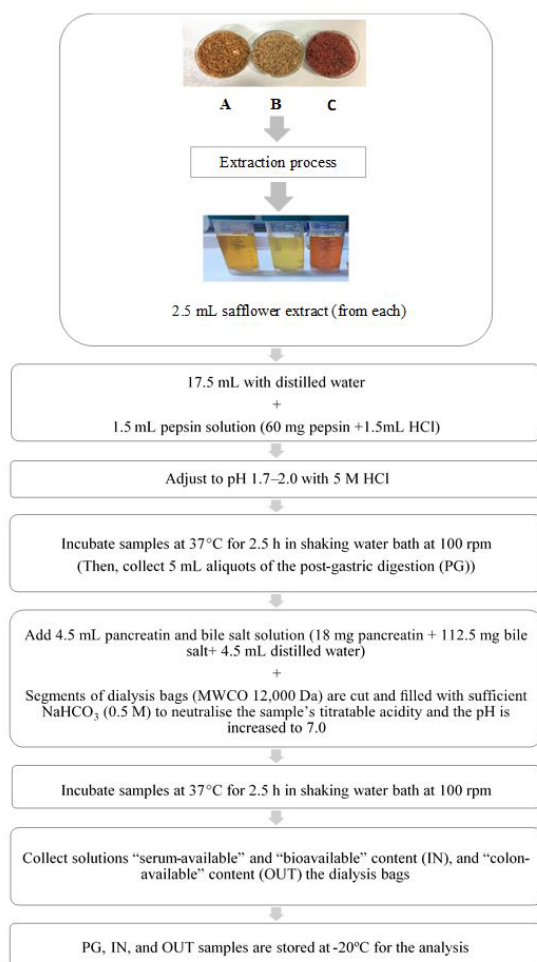 A B C
Extraction process
2.5 mL safflower extract (from each)
17.5 mL with distilled water
+
1.5 mL pepsin solution (60 mg pepsin +1.5mL HCl)
Adjust to pH 1.7–2.0 with 5 M HCl
Incubate samples at 37°C for 2.5 h in shaking water bath at 100 rpm
(Then, collect 5 mL aliquots of the post-gastric digestion (PG))
Add 4.5 mL pancreatin and bile salt solution (18 mg pancreatin + 112.5 mg bile
salt+ 4.5 mL distilled water)
+
Segments of dialysis bags (MWCO 12,000 Da) are cut and filled with sufficient
NaHCO₃ (0.5 M) to neutralise the sample's titratable acidity and the pH is
increased to 7.0
Incubate samples at 37°C for 2.5 h in shaking water bath at 100 rpm
Collect solutions “serum-available” and “bioavailable” content (IN), and “colon-
available” content (OUT) the dialysis bags
PG, IN, and OUT samples are stored at -20ºC for the analysis